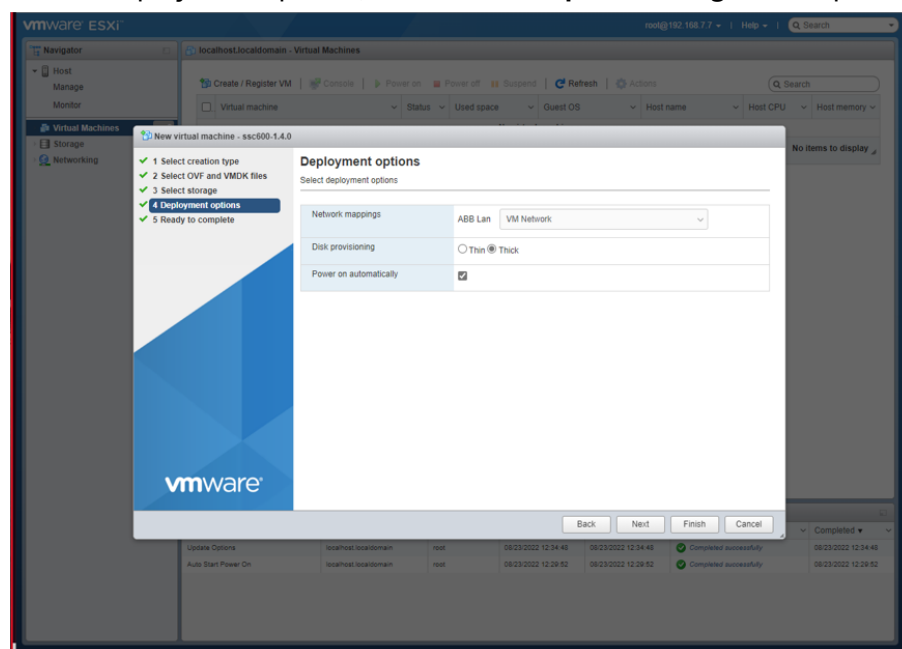 vmware ESXi™
root@192.168.7.7 | Help | Search
Navigator
localhost.localdomain - Virtual Machines
Host
Manage
Monitor
Virtual Machines
Storage
Networking
Create / Register VM | Console | Power on Power off Suspend | Refresh | Actions
Search
Virtual machine Status Used space Guest OS Host name Host CPU Host memory
No items to display
New virtual machine - ssc600-1.4.0
1 Select creation type
2 Select OVF and VMDK files
3 Select storage
4 Deployment options
5 Ready to complete
Deployment options
Select deployment options
Network mappings
ABB Lan VM Network
Disk provisioning
Thin Thick
Power on automatically
vmware®
Back Next Finish Cancel
Completed
Update Options localhost.localdomain root 08/23/2022 12:34:48 08/23/2022 12:34:48 Completed successfully 08/23/2022 12:34:48
Auto Start Power On localhost.localdomain root 08/23/2022 12:29:52 08/23/2022 12:29:52 Completed successfully 08/23/2022 12:29:52